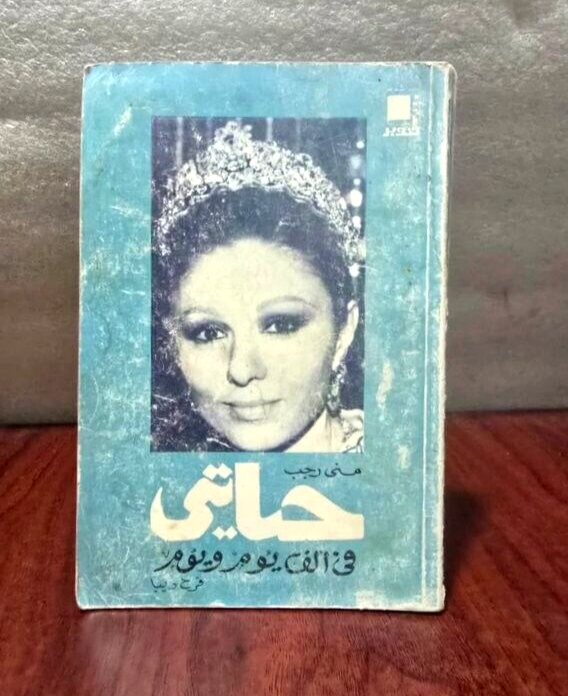 منى رجب
حياتي
في ألف يوم ويوم
فرح ديبا